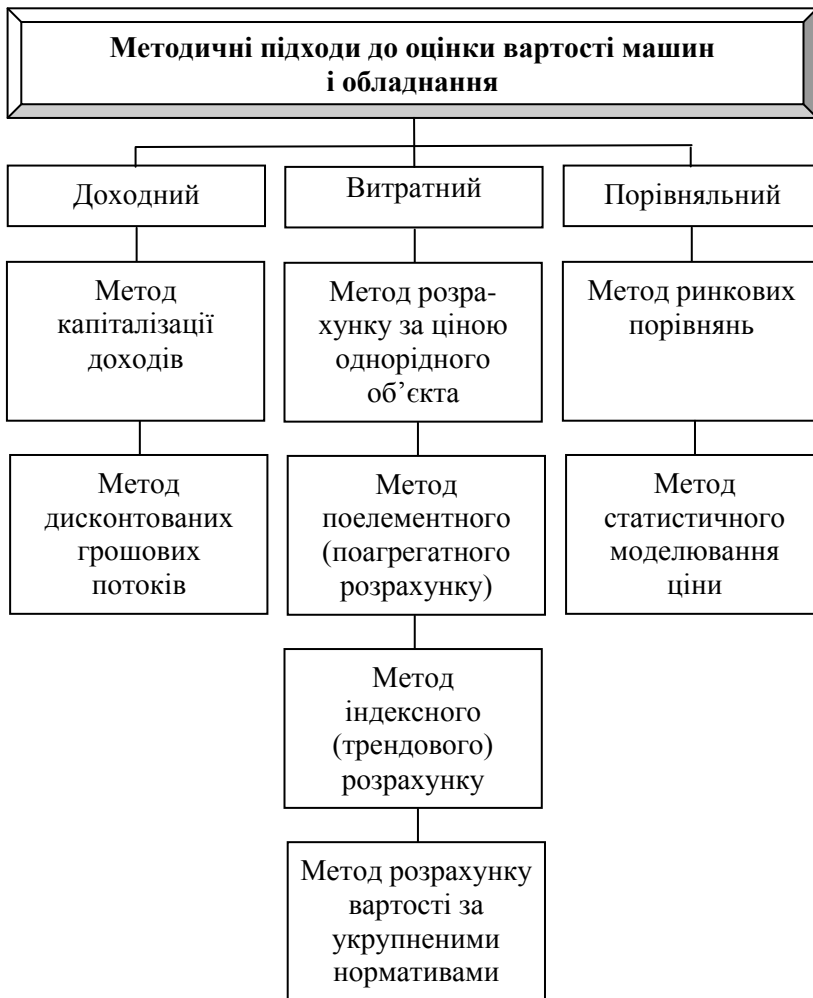 Методичні підходи до оцінки вартості машин
і обладнання
Доходний
Витратний
Порівняльний
Метод
капіталізації
доходів
Метод розра-
хунку за ціною
однорідного
об’єкта
Метод ринкових
порівнянь
Метод
дисконтованих
грошових
потоків
Метод
поелементного
(поагрегатного
розрахунку)
Метод
статистичного
моделювання
ціни
Метод
індексного
(трендового)
розрахунку
Метод розрахунку
вартості за
укрупненими
нормативами